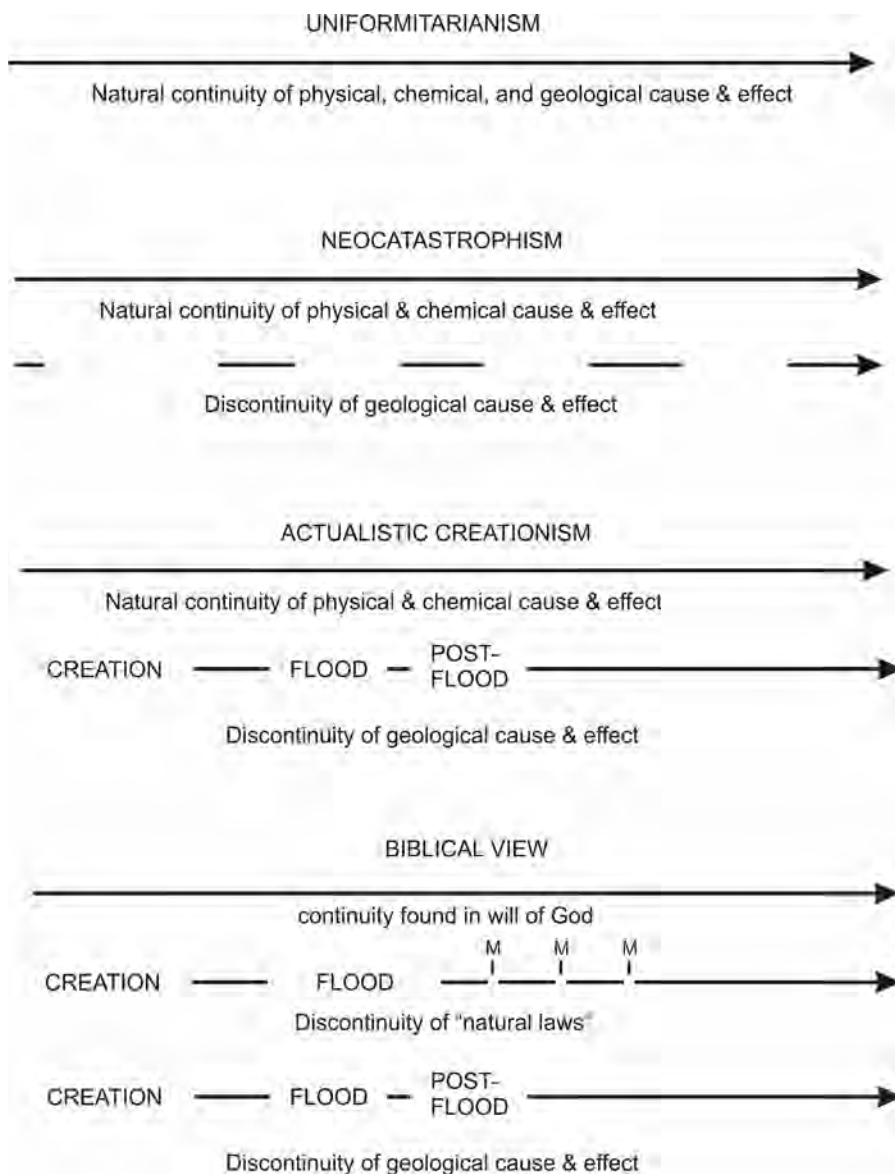 UNIFORMITARIANISM
Natural continuity of physical, chemical, and geological cause & effect
NEOCATASTROPHISM
Natural continuity of physical & chemical cause & effect
Discontinuity of geological cause & effect
ACTUALISTIC CREATIONISM
Natural continuity of physical & chemical cause & effect
CREATION FLOOD POST-
FLOOD
Discontinuity of geological cause & effect
BIBLICAL VIEW
continuity found in will of God
M M M
CREATION FLOOD
Discontinuity of "natural laws"
CREATION FLOOD POST-
FLOOD
Discontinuity of geological cause & effect